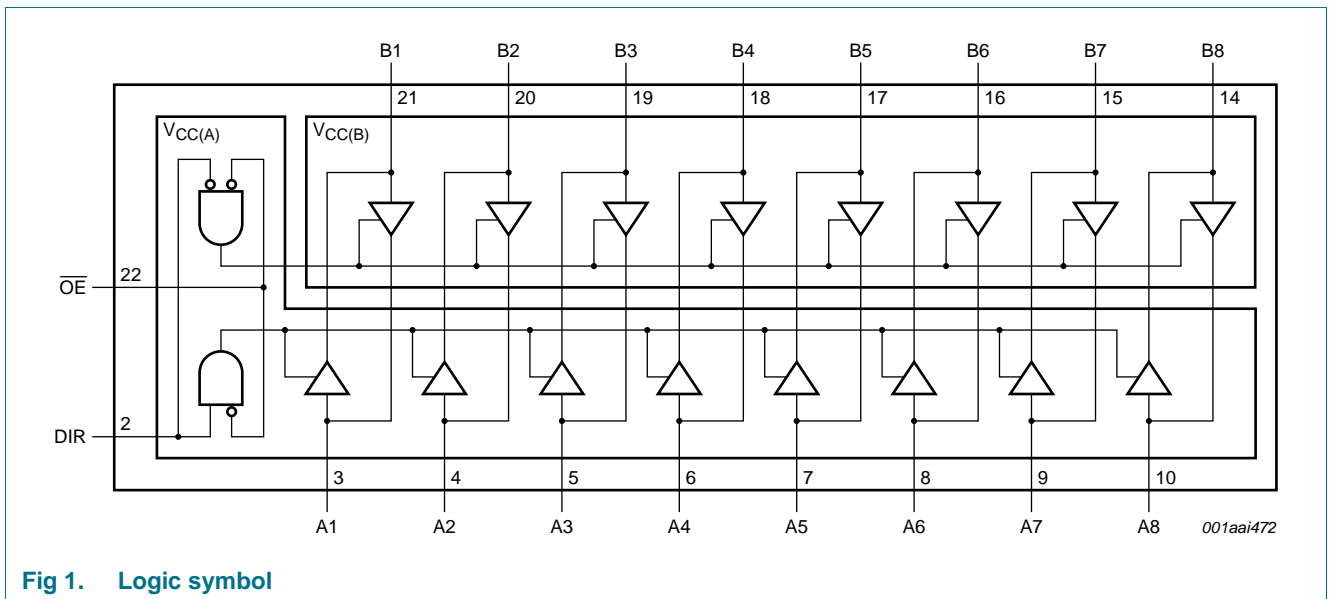 B1 B2 B3 B4 B5 B6 B7 B8
21 20 19 18 17 16 15 14
VCC(A) VCC(B)
OE 22
DIR 2
3 4 5 6 7 8 9 10
A1 A2 A3 A4 A5 A6 A7 A8 001aai472
Fig 1. Logic symbol